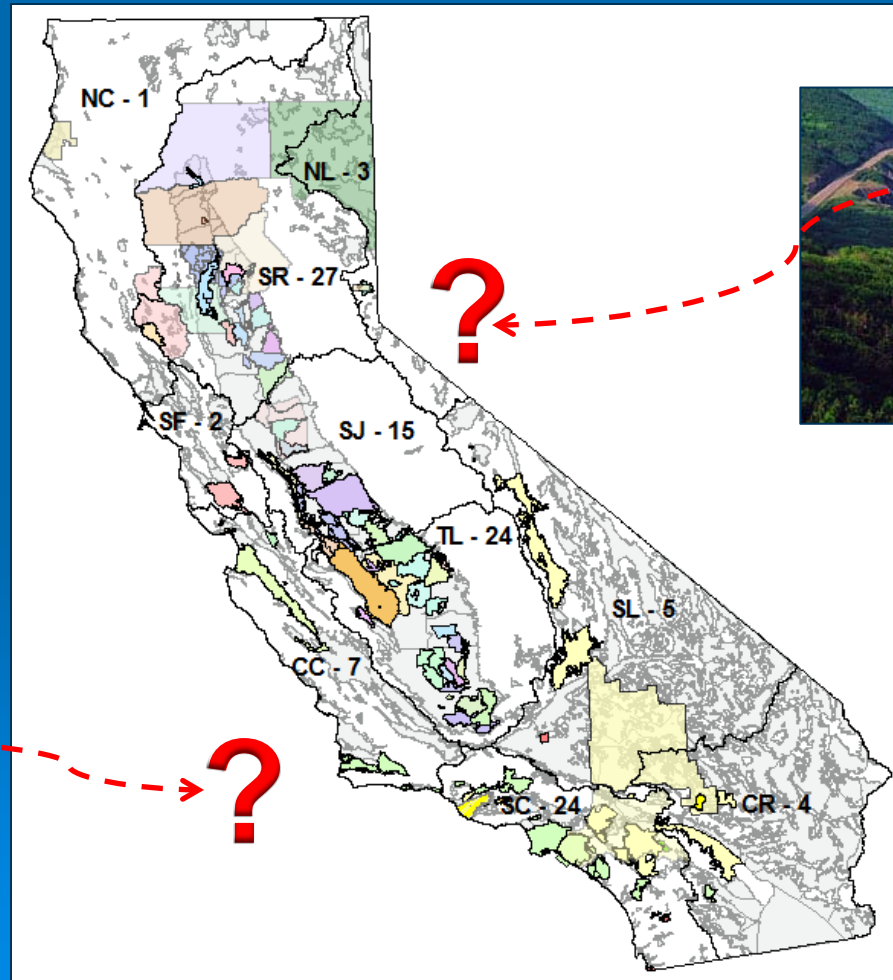 NC - 1
NL - 3
SR - 27
?
SF - 2
SJ - 15
TL - 24
SL - 5
CC - 7
?
SC - 24
CR - 4